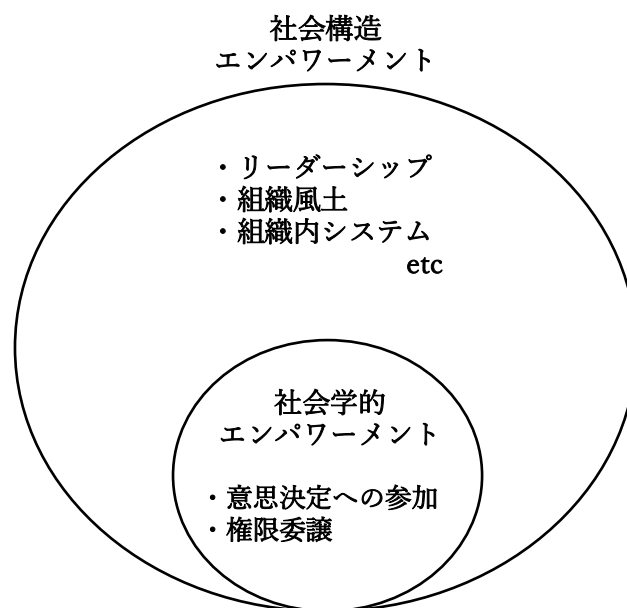 社会構造
エンパワーメント
・リーダーシップ
・組織風土
・組織内システム
etc
社会学的
エンパワーメント
・意思決定への参加
・権限委譲